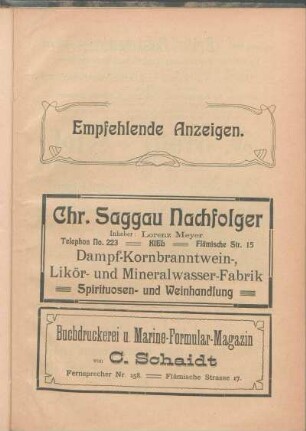 Empfehlende Anzeigen.
Chr. Saggau Nachfolger
Inhaber: Lorenz Meyer
Telephon No. 223 Kiel Flämische Str. 15
Dampf-Kornbranntwein-,
Likör- und Mineralwasser-Fabrik
Spirituosen- und Weinhandlung
Buchdruckerei u. Marine-Formular-Magazin
von C. Schaidt
Fernsprecher Nr. 158. Flämische Strasse 17.